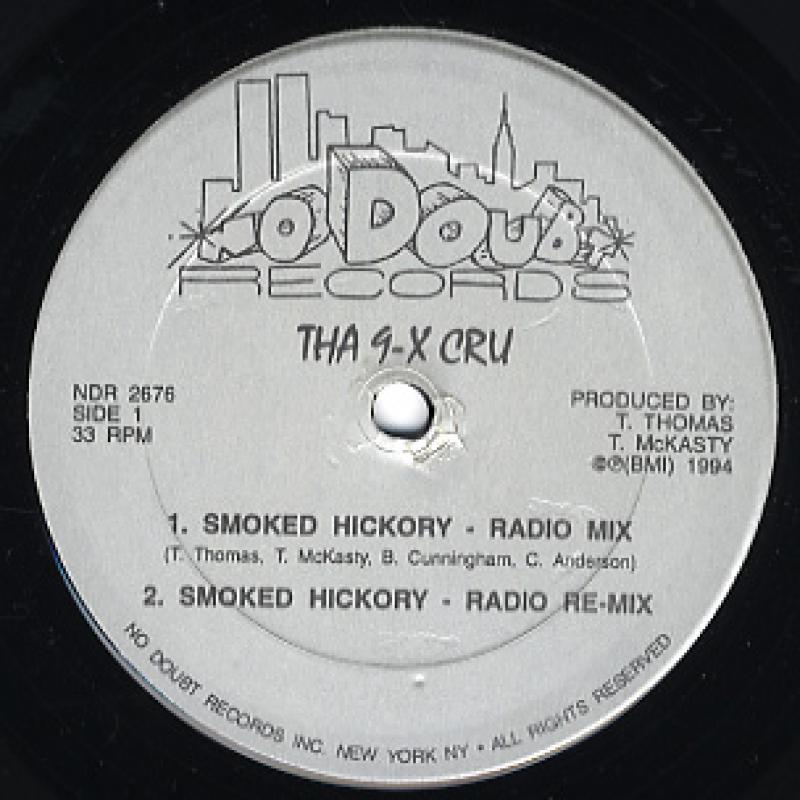 NO DOUBT
RECORDS
THA 9-X CRU
NDR 2676
SIDE 1
33 RPM
PRODUCED BY:
T. THOMAS
T. McKASTY
©℗(BMI) 1994
1. SMOKED HICKORY - RADIO MIX
(T. Thomas, T. McKasty, B. Cunningham, C. Anderson)
2. SMOKED HICKORY - RADIO RE-MIX
NO DOUBT RECORDS INC. NEW YORK NY • ALL RIGHTS RESERVED